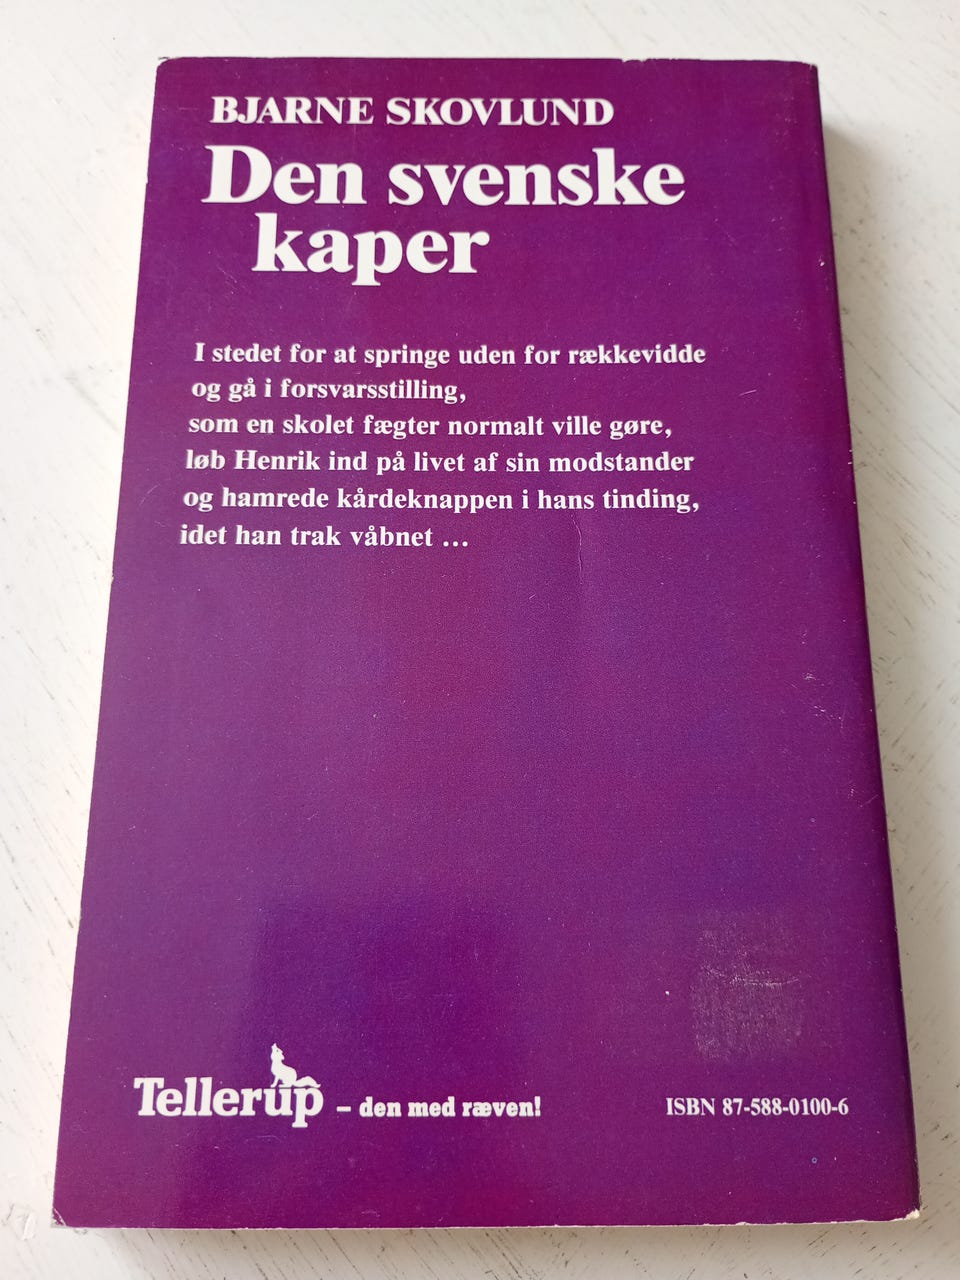 BJARNE SKOVLUND
Den svenske
kaper
I stedet for at springe uden for rækkevidde
og gå i forsvarsstilling,
som en skolet fægter normalt ville gøre,
løb Henrik ind på livet af sin modstander
og hamrede kårdeknappen i hans tinding,
idet han trak våbnet ...
Tellerup – den med ræven!
ISBN 87-588-0100-6